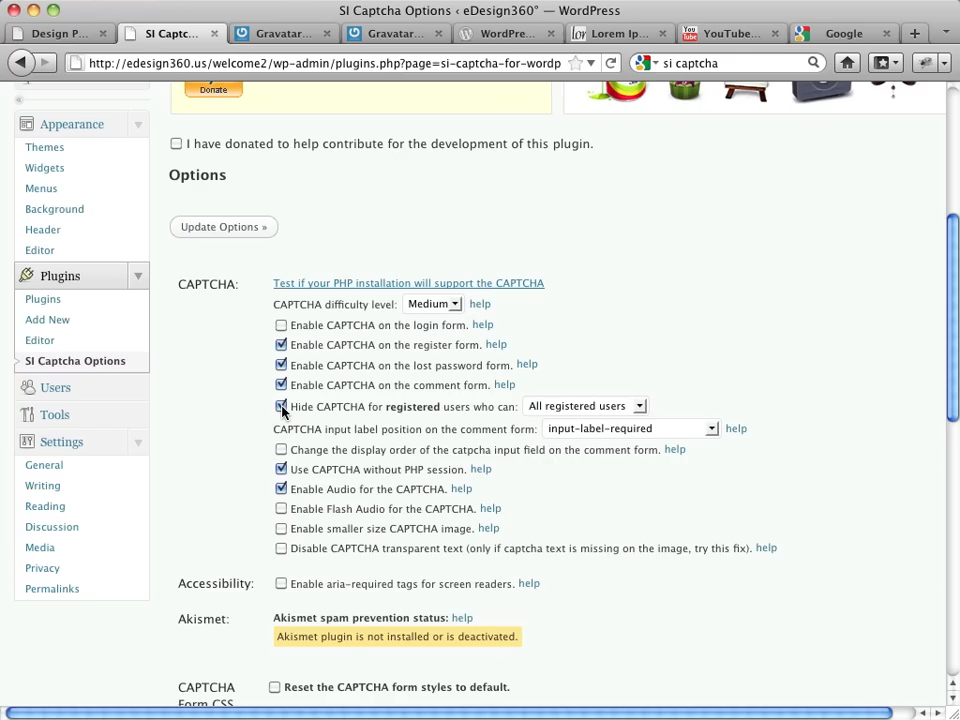 SI Captcha Options ‹ eDesign360° — WordPress
Design P...
SI Captc...
Gravatar...
Gravatar...
WordPre...
Lorem Ip...
YouTube...
Google
http://edesign360.us/welcome2/wp-admin/plugins.php?page=si-captcha-for-wordp
si captcha
Donate
Appearance
Themes
Widgets
Menus
Background
Header
Editor
Plugins
Plugins
Add New
Editor
SI Captcha Options
Users
Tools
Settings
General
Writing
Reading
Discussion
Media
Privacy
Permalinks
I have donated to help contribute for the development of this plugin.
Options
Update Options »
CAPTCHA:
Test if your PHP installation will support the CAPTCHA
CAPTCHA difficulty level: Medium help
Enable CAPTCHA on the login form. help
Enable CAPTCHA on the register form. help
Enable CAPTCHA on the lost password form. help
Enable CAPTCHA on the comment form. help
Hide CAPTCHA for registered users who can: All registered users
CAPTCHA input label position on the comment form: input-label-required help
Change the display order of the catpcha input field on the comment form. help
Use CAPTCHA without PHP session. help
Enable Audio for the CAPTCHA. help
Enable Flash Audio for the CAPTCHA. help
Enable smaller size CAPTCHA image. help
Disable CAPTCHA transparent text (only if captcha text is missing on the image, try this fix). help
Accessibility: Enable aria-required tags for screen readers. help
Akismet: Akismet spam prevention status: help
Akismet plugin is not installed or is deactivated.
CAPTCHA Reset the CAPTCHA form styles to default.
Form CSS